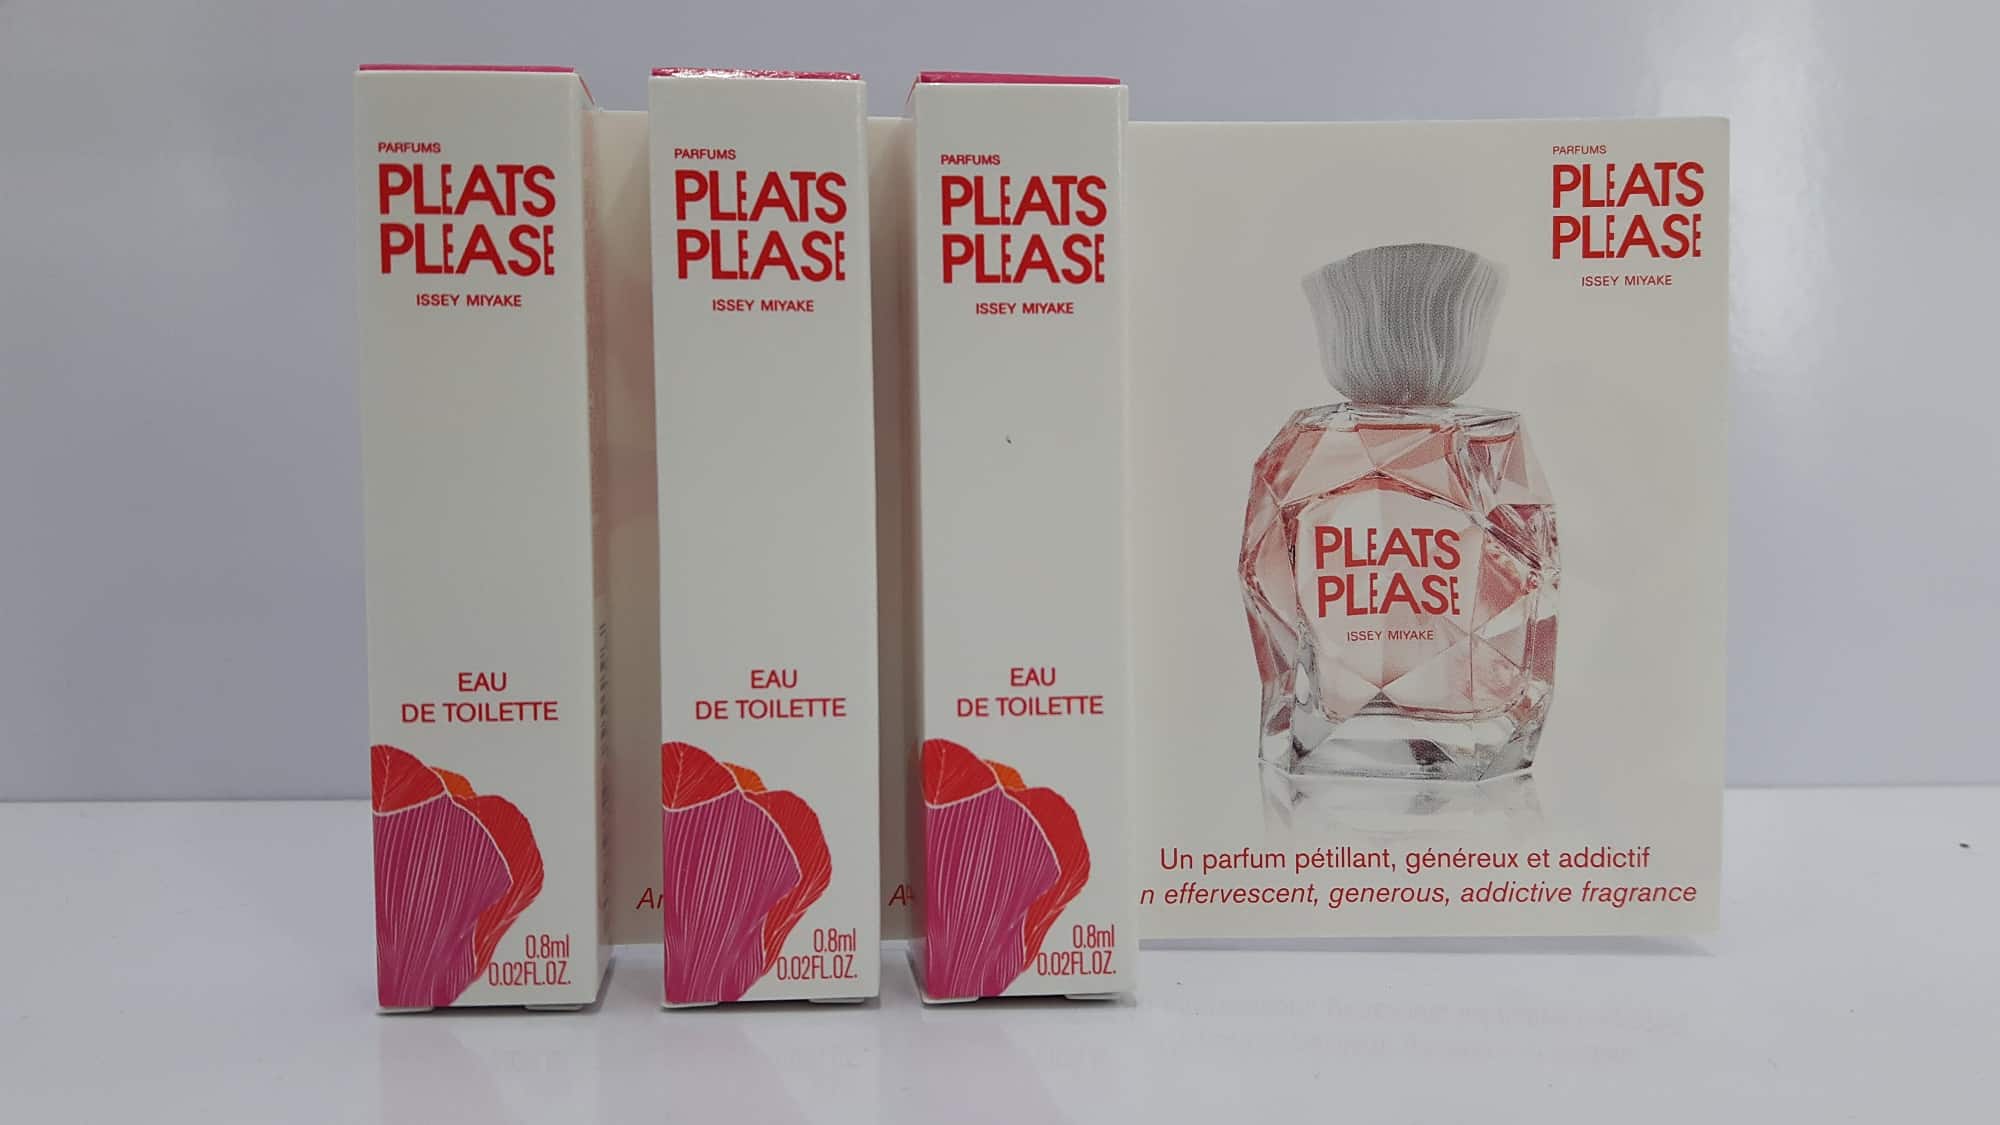 PARFUMS
PLEATS
PLEASE
ISSEY MIYAKE
EAU
DE TOILETTE
0.8ml
0.02FL.OZ.
PARFUMS
PLEATS
PLEASE
ISSEY MIYAKE
EAU
DE TOILETTE
0.8ml
0.02FL.OZ.
PARFUMS
PLEATS
PLEASE
ISSEY MIYAKE
EAU
DE TOILETTE
0.8ml
0.02FL.OZ.
PARFUMS
PLEATS
PLEASE
ISSEY MIYAKE
PLEATS
PLEASE
ISSEY MIYAKE
Un parfum pétillant, généreux et addictif
n effervescent, generous, addictive fragrance